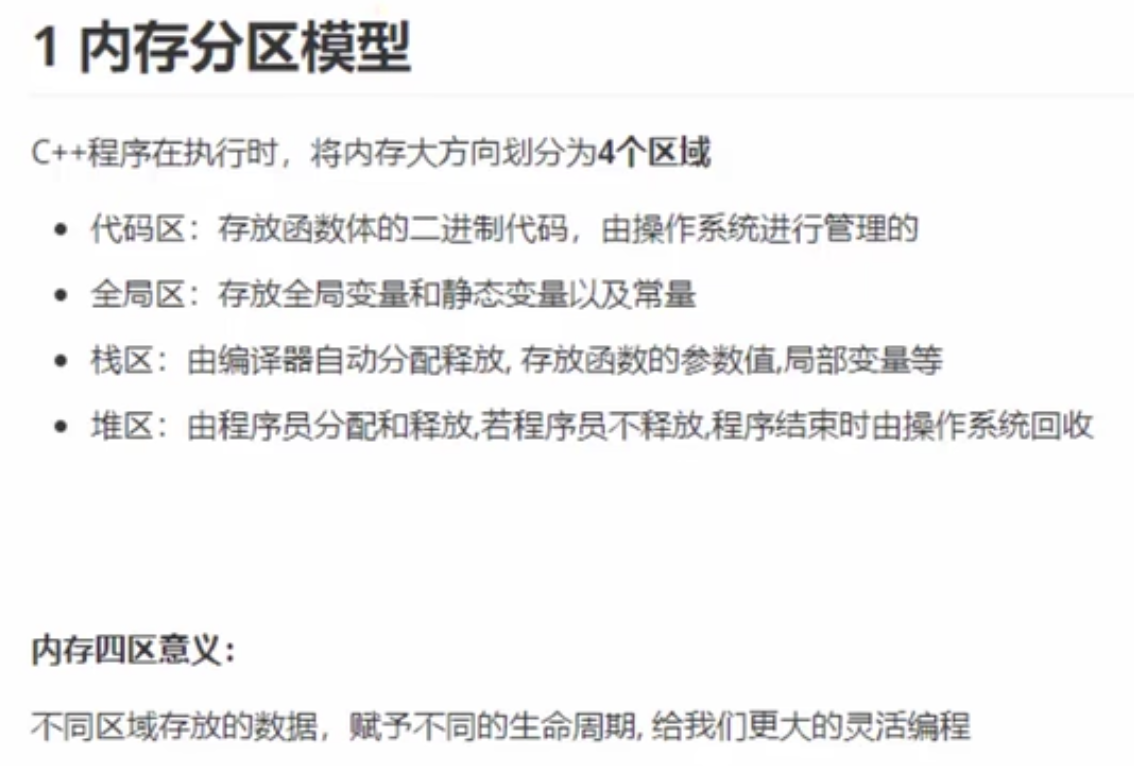 1 内存分区模型
C++程序在执行时，将内存大方向划分为4个区域
• 代码区：存放函数体的二进制代码，由操作系统进行管理的
• 全局区：存放全局变量和静态变量以及常量
• 栈区：由编译器自动分配释放, 存放函数的参数值,局部变量等
• 堆区：由程序员分配和释放,若程序员不释放,程序结束时由操作系统回收
内存四区意义：
不同区域存放的数据，赋予不同的生命周期, 给我们更大的灵活编程